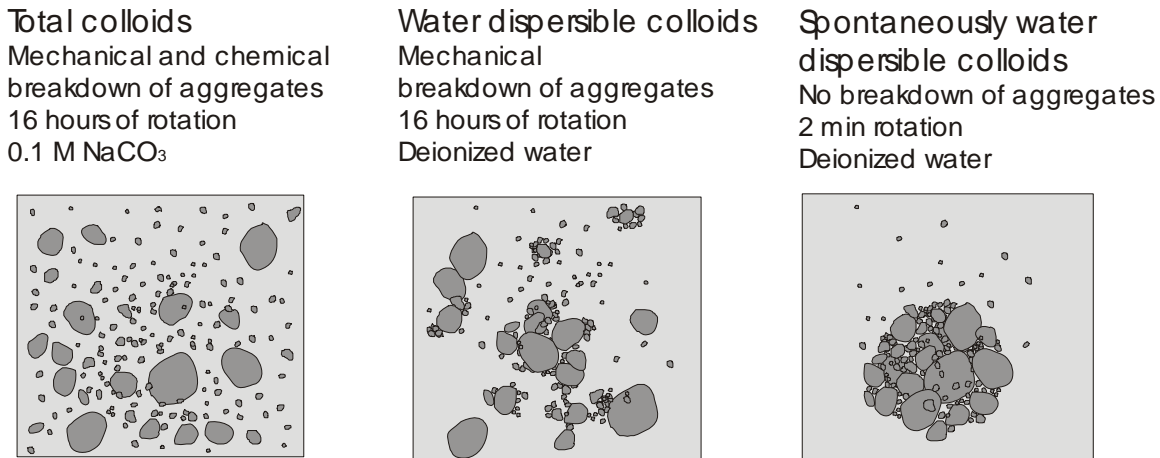 Total colloids
Mechanical and chemical
breakdown of aggregates
16 hours of rotation
0.1 M NaCO₃
Water dispersible colloids
Mechanical
breakdown of aggregates
16 hours of rotation
Deionized water
Spontaneously water
dispersible colloids
No breakdown of aggregates
2 min rotation
Deionized water